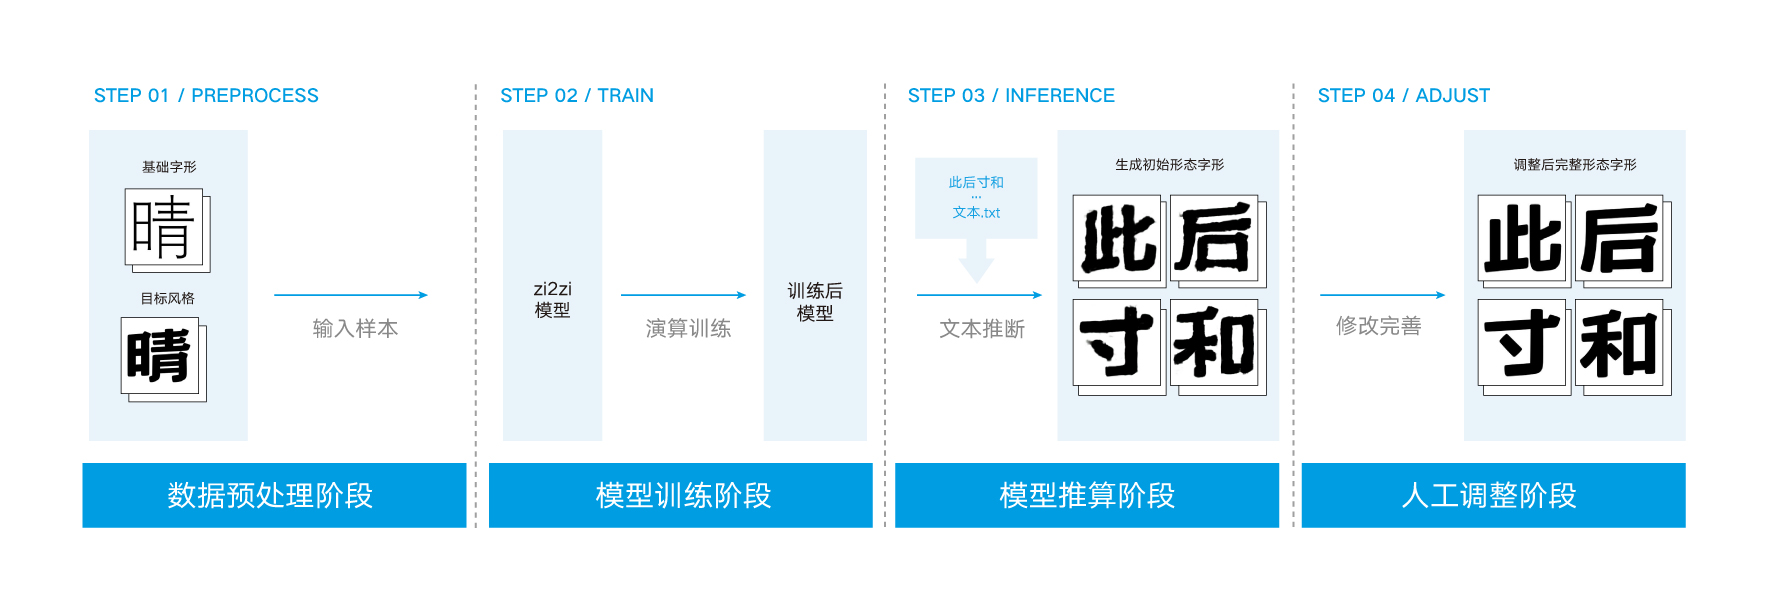 STEP 01 / PREPROCESS
基础字形
晴
目标风格
晴
输入样本
数据预处理阶段
STEP 02 / TRAIN
zi2zi
模型
演算训练
训练后
模型
模型训练阶段
STEP 03 / INFERENCE
此后寸和
...
文本.txt
文本推断
生成初始形态字形
此后
寸和
模型推算阶段
STEP 04 / ADJUST
修改完善
调整后完整形态字形
此后
寸和
人工调整阶段